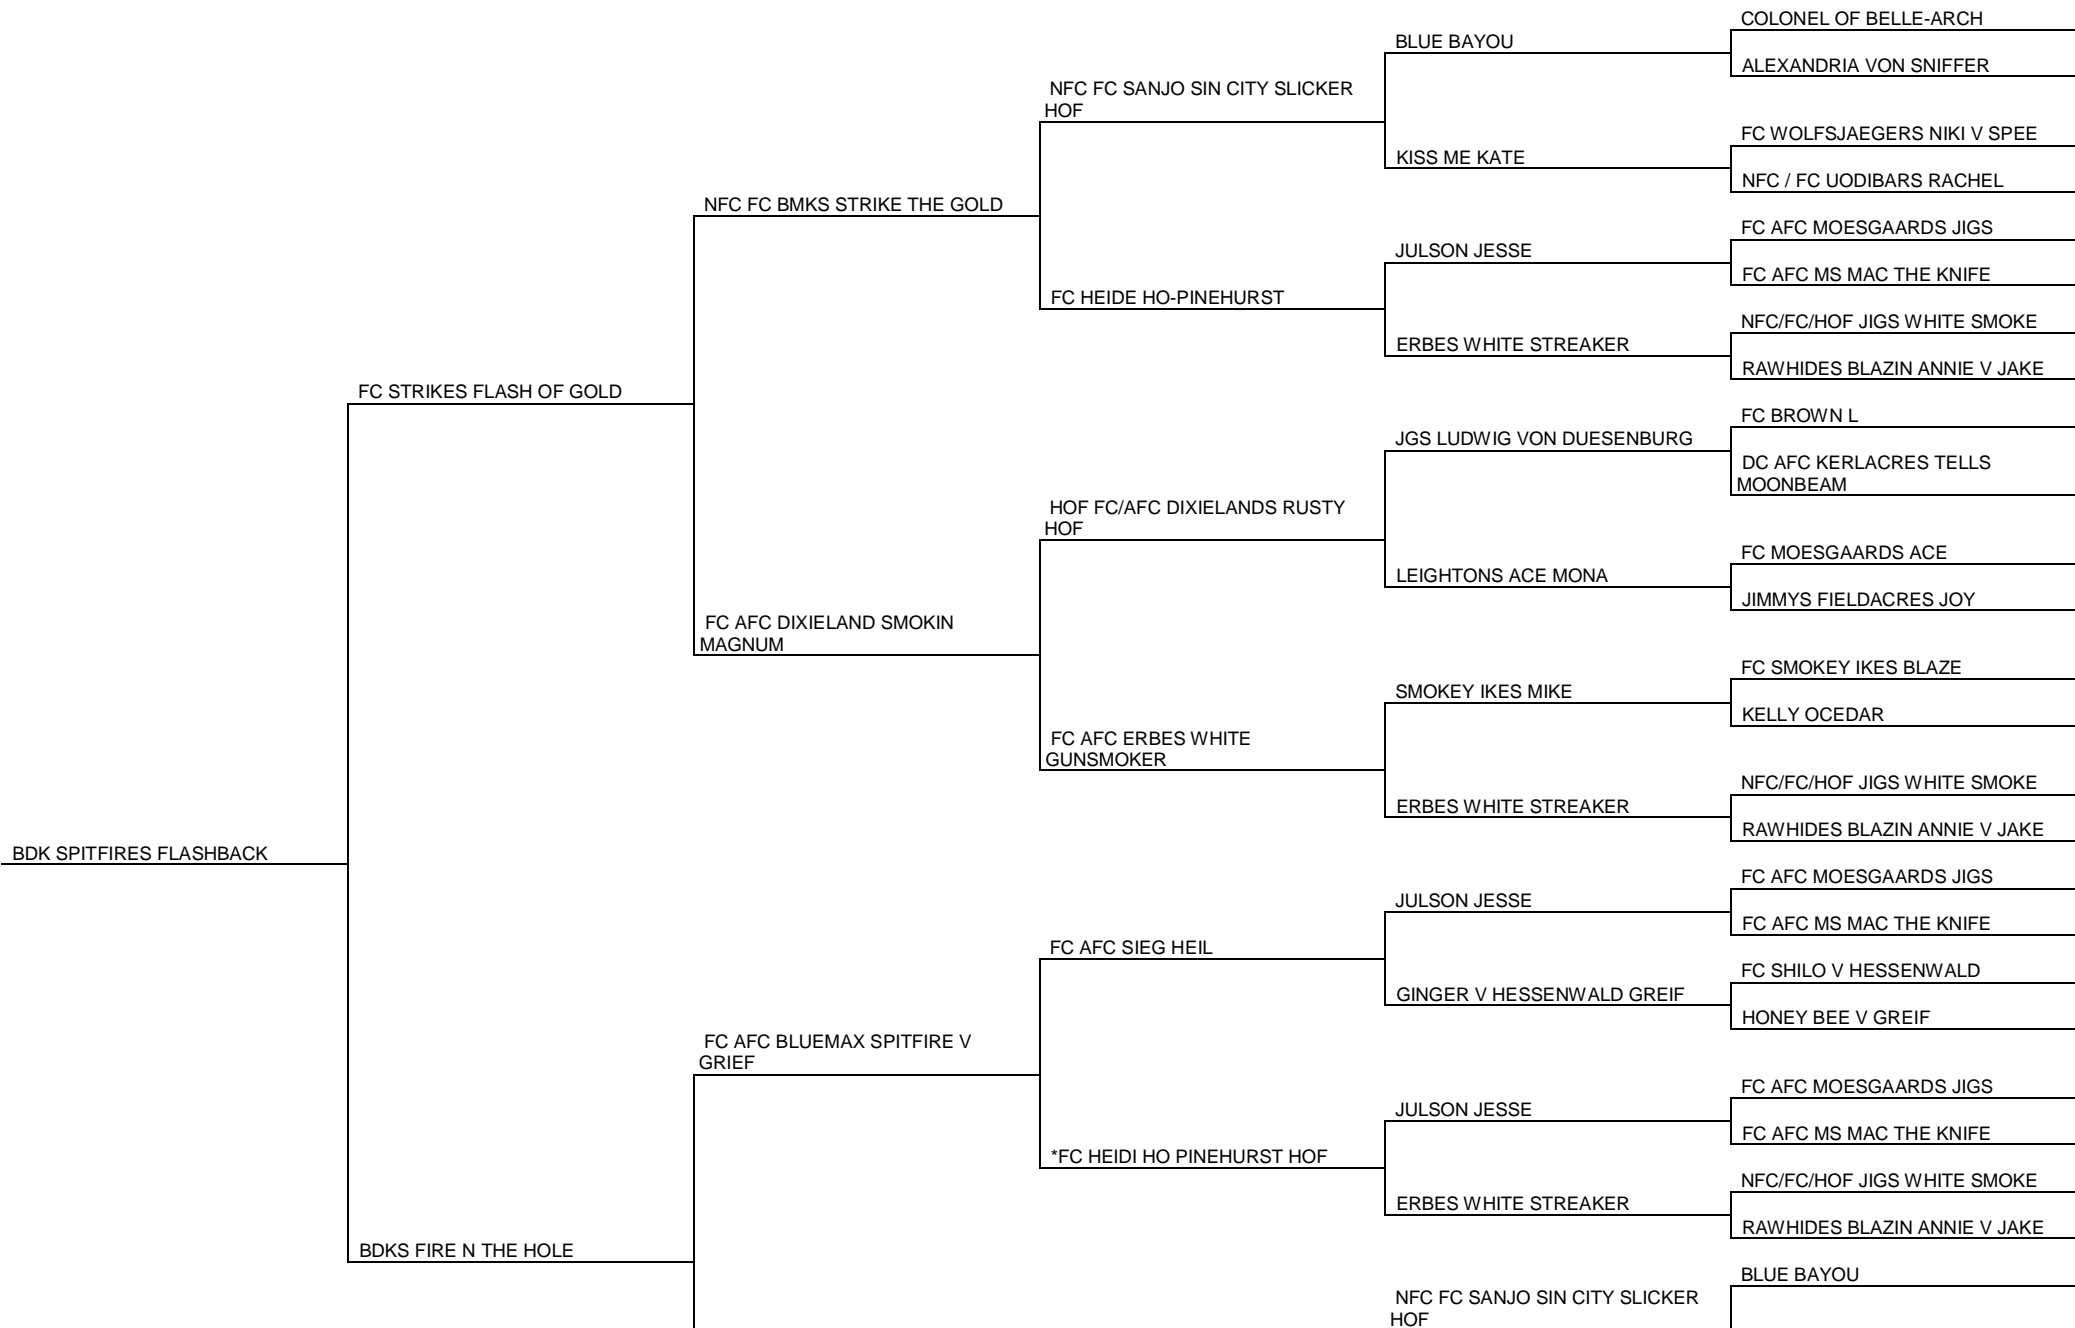 COLONEL OF BELLE-ARCH
BLUE BAYOU
ALEXANDRIA VON SNIFFER
NFC FC SANJO SIN CITY SLICKER
HOF
FC WOLFSJAEGERS NIKI V SPEE
KISS ME KATE
NFC / FC UODIBARS RACHEL
NFC FC BMKS STRIKE THE GOLD
FC AFC MOESGAARDS JIGS
JULSON JESSE
FC AFC MS MAC THE KNIFE
FC HEIDE HO-PINEHURST
NFC/FC/HOF JIGS WHITE SMOKE
ERBES WHITE STREAKER
RAWHIDES BLAZIN ANNIE V JAKE
FC STRIKES FLASH OF GOLD
FC BROWN L
JGS LUDWIG VON DUESENBURG
DC AFC KERLACRES TELLS
MOONBEAM
HOF FC/AFC DIXIELANDS RUSTY
HOF
FC MOESGAARDS ACE
LEIGHTONS ACE MONA
JIMMYS FIELDACRES JOY
FC AFC DIXIELAND SMOKIN
MAGNUM
FC SMOKEY IKES BLAZE
SMOKEY IKES MIKE
KELLY OCEDAR
FC AFC ERBES WHITE
GUNSMOKER
NFC/FC/HOF JIGS WHITE SMOKE
ERBES WHITE STREAKER
RAWHIDES BLAZIN ANNIE V JAKE
BDK SPITFIRES FLASHBACK
FC AFC MOESGAARDS JIGS
JULSON JESSE
FC AFC MS MAC THE KNIFE
FC AFC SIEG HEIL
FC SHILO V HESSENWALD
GINGER V HESSENWALD GREIF
HONEY BEE V GREIF
FC AFC BLUEMAX SPITFIRE V
GRIEF
FC AFC MOESGAARDS JIGS
JULSON JESSE
FC AFC MS MAC THE KNIFE
*FC HEIDI HO PINEHURST HOF
NFC/FC/HOF JIGS WHITE SMOKE
ERBES WHITE STREAKER
RAWHIDES BLAZIN ANNIE V JAKE
BDKS FIRE N THE HOLE
BLUE BAYOU
NFC FC SANJO SIN CITY SLICKER
HOF